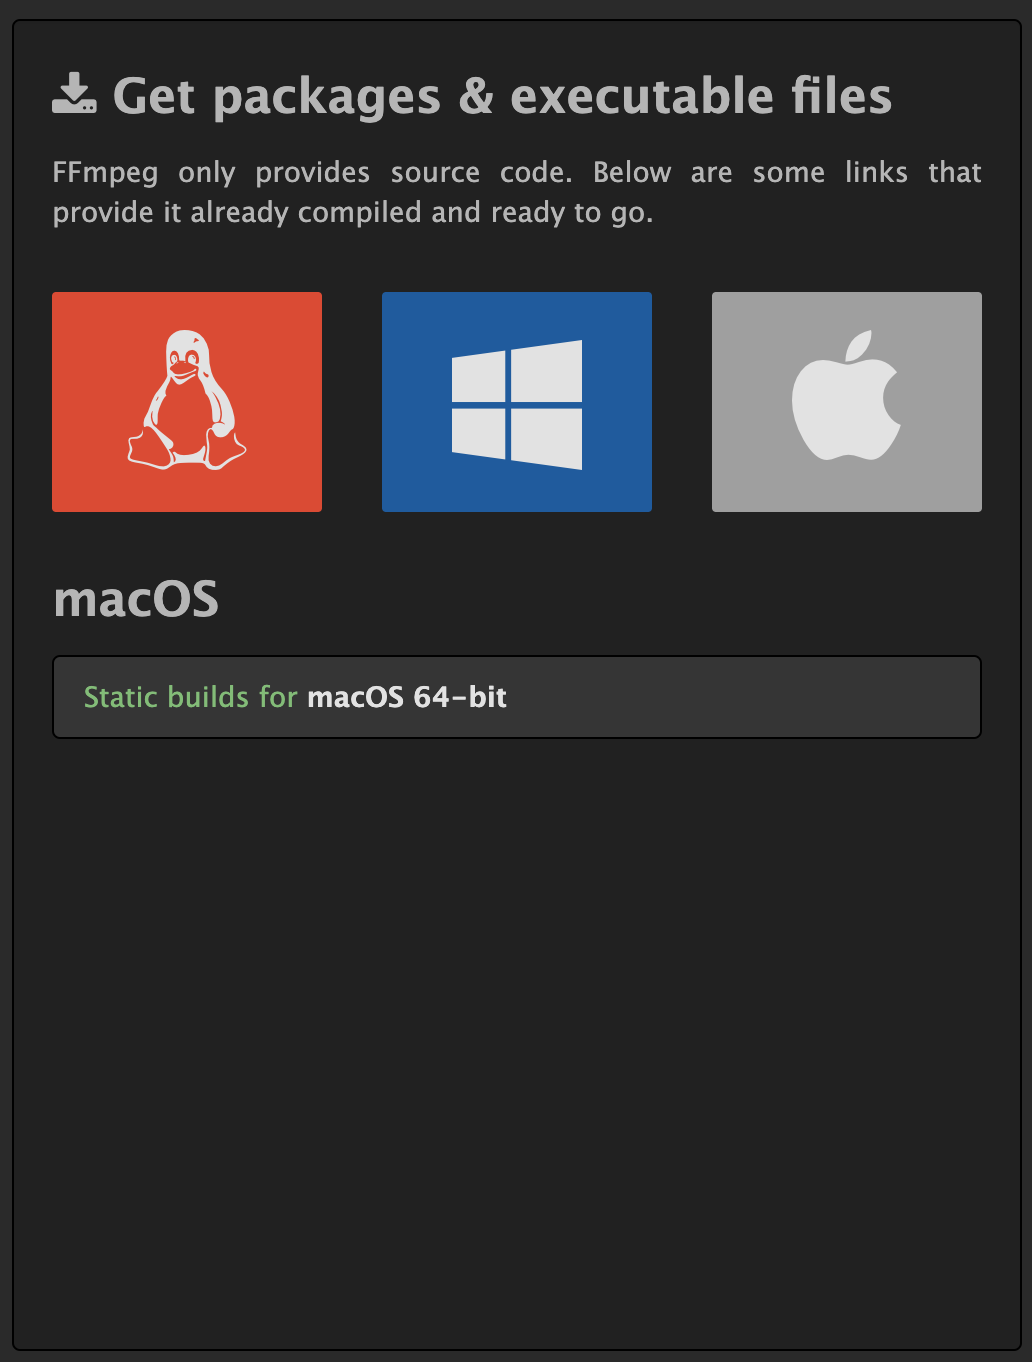 Get packages & executable files
FFmpeg only provides source code. Below are some links that
provide it already compiled and ready to go.
macOS
Static builds for macOS 64-bit